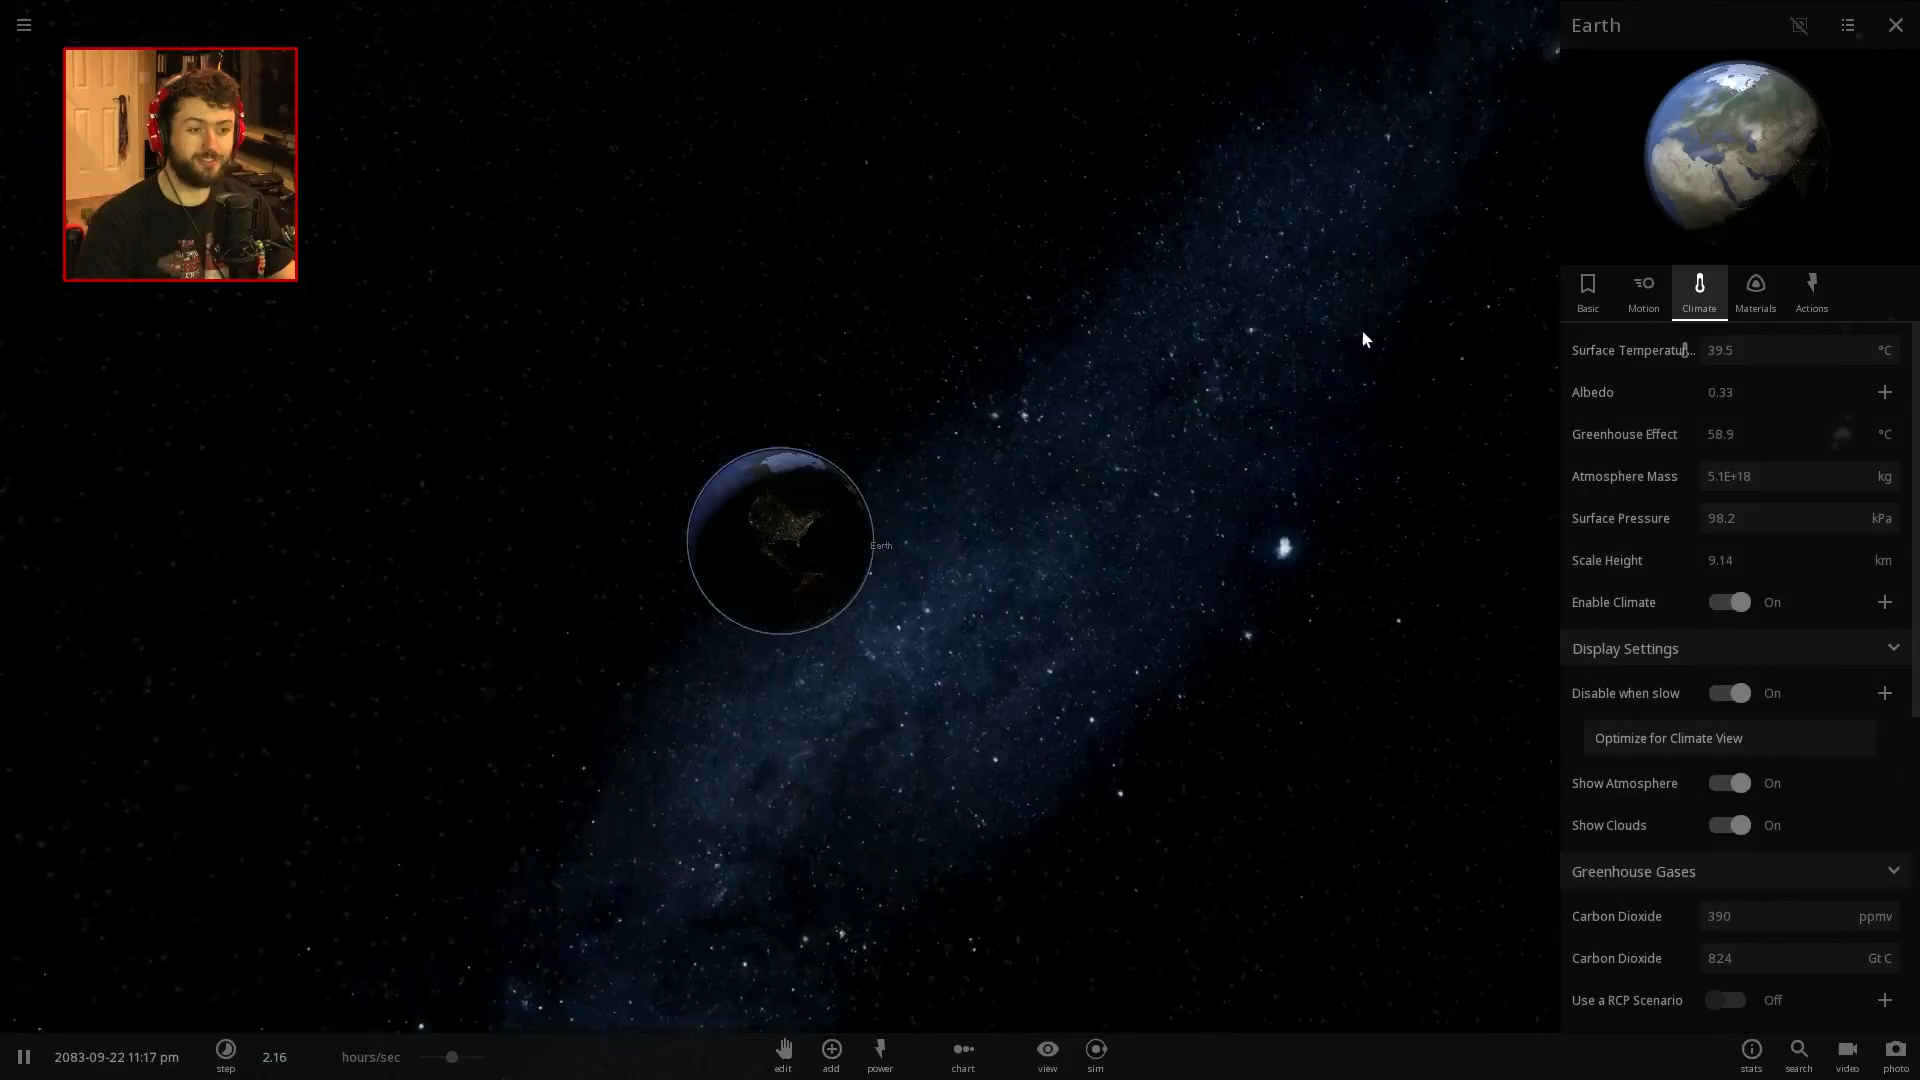 Earth
Basic
Motion
Climate
Materials
Actions
Surface Temperatur... 39.5 °C
Albedo 0.33
Greenhouse Effect 58.9 °C
Atmosphere Mass 5.1E+18 kg
Surface Pressure 98.2 kPa
Scale Height 9.14 km
Enable Climate On
Display Settings
Disable when slow On
Optimize for Climate View
Show Atmosphere On
Show Clouds On
Greenhouse Gases
Carbon Dioxide 390 ppmv
Carbon Dioxide 824 Gt C
Use a RCP Scenario Off
Earth
2083-09-22 11:17 pm
step
2.16 hours/sec
edit
add
power
chart
view
sim
stats
search
video
photo